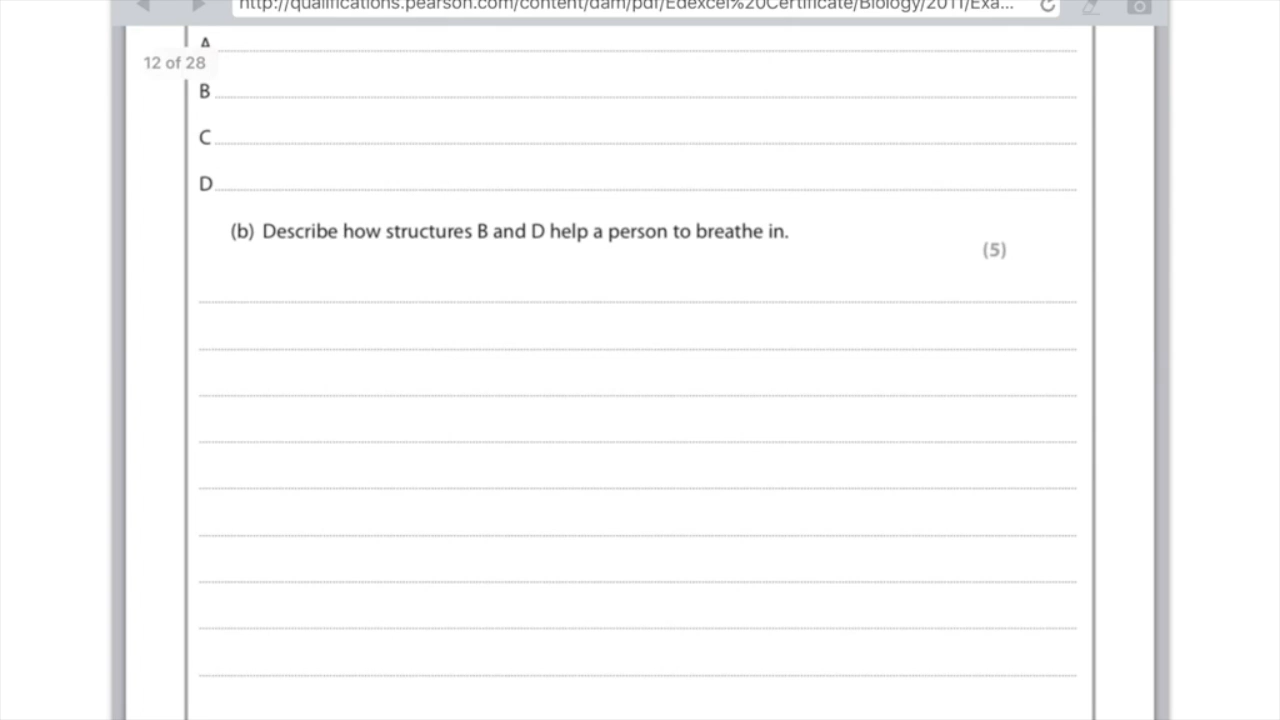 http://qualifications.pearson.com/content/dam/pdf/Edexcel%20Certificate/Biology/2011/Exa...
A
12 of 28
B
C
D
(b) Describe how structures B and D help a person to breathe in.
(5)